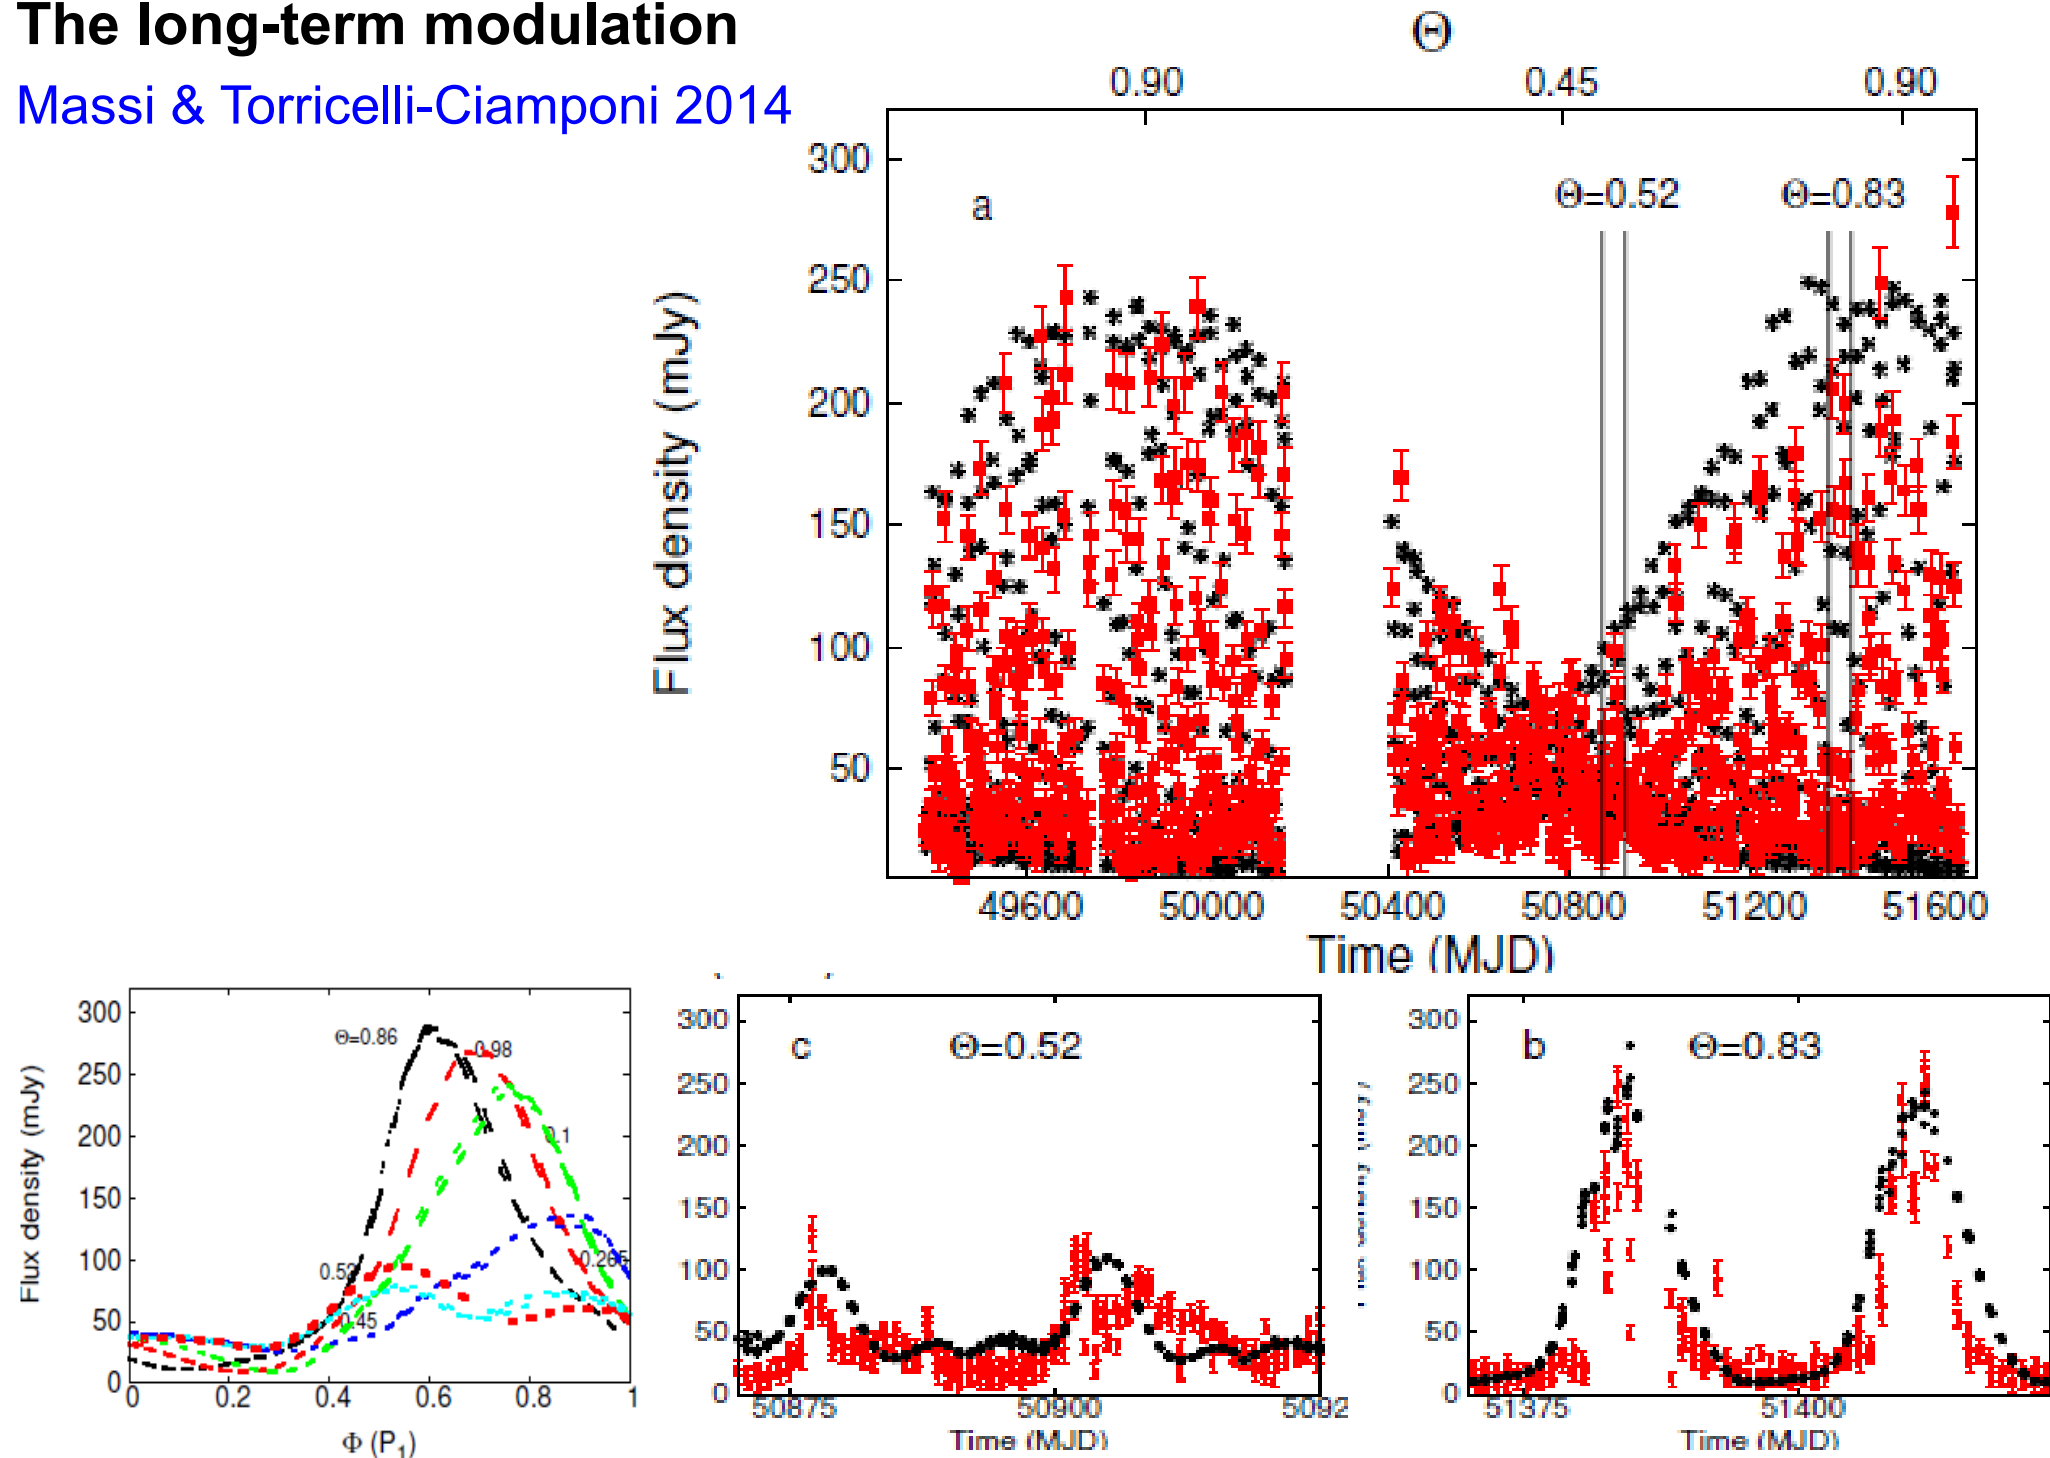 The long-term modulation
Massi & Torricelli-Ciamponi 2014
Θ
0.90 0.45 0.90
300
250
200
150
100
50
Flux density (mJy)
a
Θ=0.52 Θ=0.83
49600 50000 50400 50800 51200 51600
Time (MJD)
300
250
200
150
100
50
0
Flux density (mJy)
Θ=0.86
0.98
0.1
0.265
0.52
0.45
0 0.2 0.4 0.6 0.8 1
Φ (P1)
300
250
200
150
100
50
0
c Θ=0.52
50875 50900 5092
Time (MJD)
300
250
200
150
100
50
0
b Θ=0.83
51375 51400
Time (MJD)